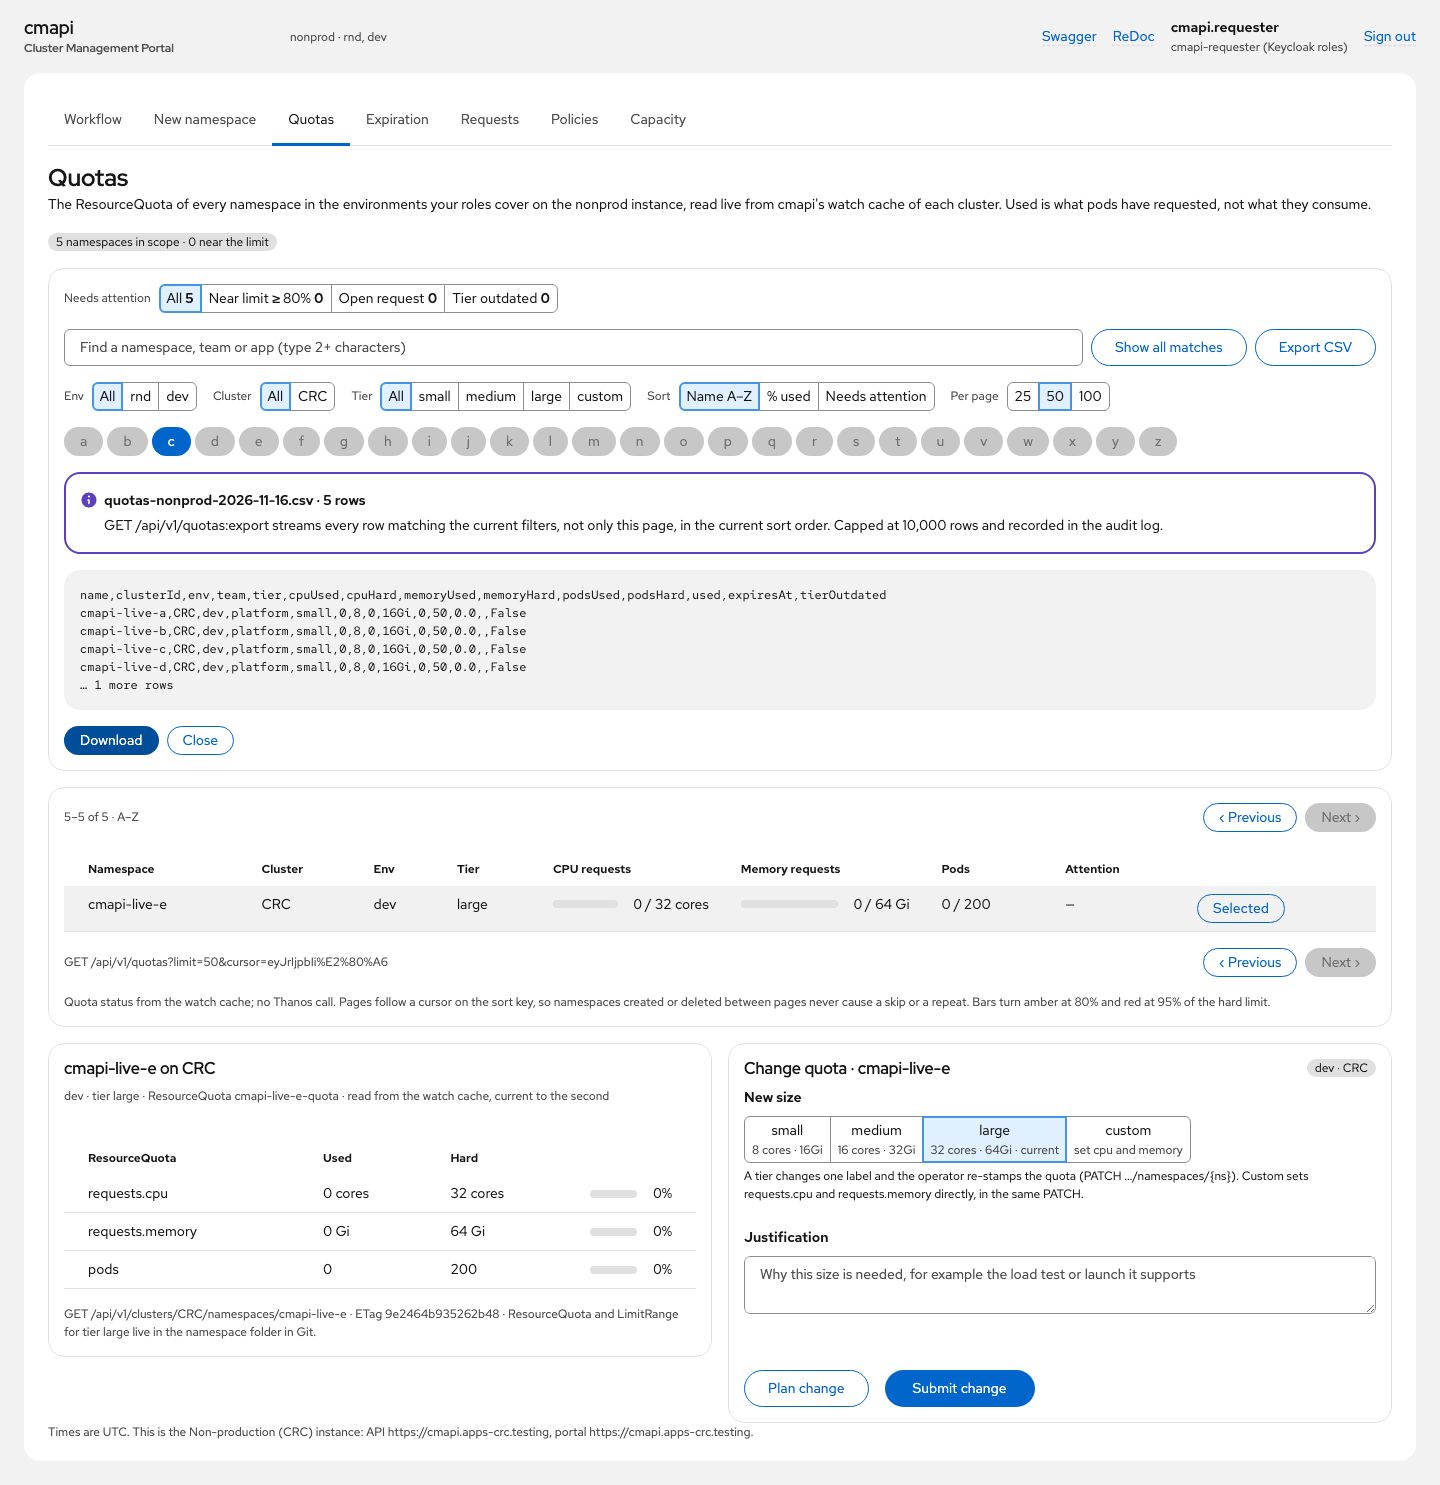 cmapi
Cluster Management Portal
nonprod · rnd, dev
Swagger
ReDoc
cmapi.requester
cmapi-requester (Keycloak roles)
Sign out
Workflow
New namespace
Quotas
Expiration
Requests
Policies
Capacity
Quotas
The ResourceQuota of every namespace in the environments your roles cover on the nonprod instance, read live from cmapi's watch cache of each cluster. Used is what pods have requested, not what they consume.
5 namespaces in scope · 0 near the limit
Needs attention
All 5
Near limit ≥ 80% 0
Open request 0
Tier outdated 0
Find a namespace, team or app (type 2+ characters)
Show all matches
Export CSV
Env
All
rnd
dev
Cluster
All
CRC
Tier
All
small
medium
large
custom
Sort
Name A–Z
% used
Needs attention
Per page
25
50
100
a b c d e f g h i j k l m n o p q r s t u v w x y z
quotas-nonprod-2026-11-16.csv · 5 rows
GET /api/v1/quotas:export streams every row matching the current filters, not only this page, in the current sort order. Capped at 10,000 rows and recorded in the audit log.
name,clusterId,env,team,tier,cpuUsed,cpuHard,memoryUsed,memoryHard,podsUsed,podsHard,used,expiresAt,tierOutdated
cmapi-live-a,CRC,dev,platform,small,0,8,0,16Gi,0,50,0.0,,False
cmapi-live-b,CRC,dev,platform,small,0,8,0,16Gi,0,50,0.0,,False
cmapi-live-c,CRC,dev,platform,small,0,8,0,16Gi,0,50,0.0,,False
cmapi-live-d,CRC,dev,platform,small,0,8,0,16Gi,0,50,0.0,,False
… 1 more rows
Download
Close
5–5 of 5 · A–Z
‹ Previous
Next ›
Namespace Cluster Env Tier CPU requests Memory requests Pods Attention
cmapi-live-e CRC dev large 0 / 32 cores 0 / 64 Gi 0 / 200 — Selected
GET /api/v1/quotas?limit=50&cursor=eyJrIjpbIi%E2%80%A6
‹ Previous
Next ›
Quota status from the watch cache; no Thanos call. Pages follow a cursor on the sort key, so namespaces created or deleted between pages never cause a skip or a repeat. Bars turn amber at 80% and red at 95% of the hard limit.
cmapi-live-e on CRC
dev · tier large · ResourceQuota cmapi-live-e-quota · read from the watch cache, current to the second
ResourceQuota Used Hard
requests.cpu 0 cores 32 cores 0%
requests.memory 0 Gi 64 Gi 0%
pods 0 200 0%
GET /api/v1/clusters/CRC/namespaces/cmapi-live-e · ETag 9e2464b935262b48 · ResourceQuota and LimitRange
for tier large live in the namespace folder in Git.
Change quota · cmapi-live-e
dev · CRC
New size
small
8 cores · 16Gi
medium
16 cores · 32Gi
large
32 cores · 64Gi · current
custom
set cpu and memory
A tier changes one label and the operator re-stamps the quota (PATCH …/namespaces/{ns}). Custom sets
requests.cpu and requests.memory directly, in the same PATCH.
Justification
Why this size is needed, for example the load test or launch it supports
Plan change
Submit change
Times are UTC. This is the Non-production (CRC) instance: API https://cmapi.apps-crc.testing, portal https://cmapi.apps-crc.testing.